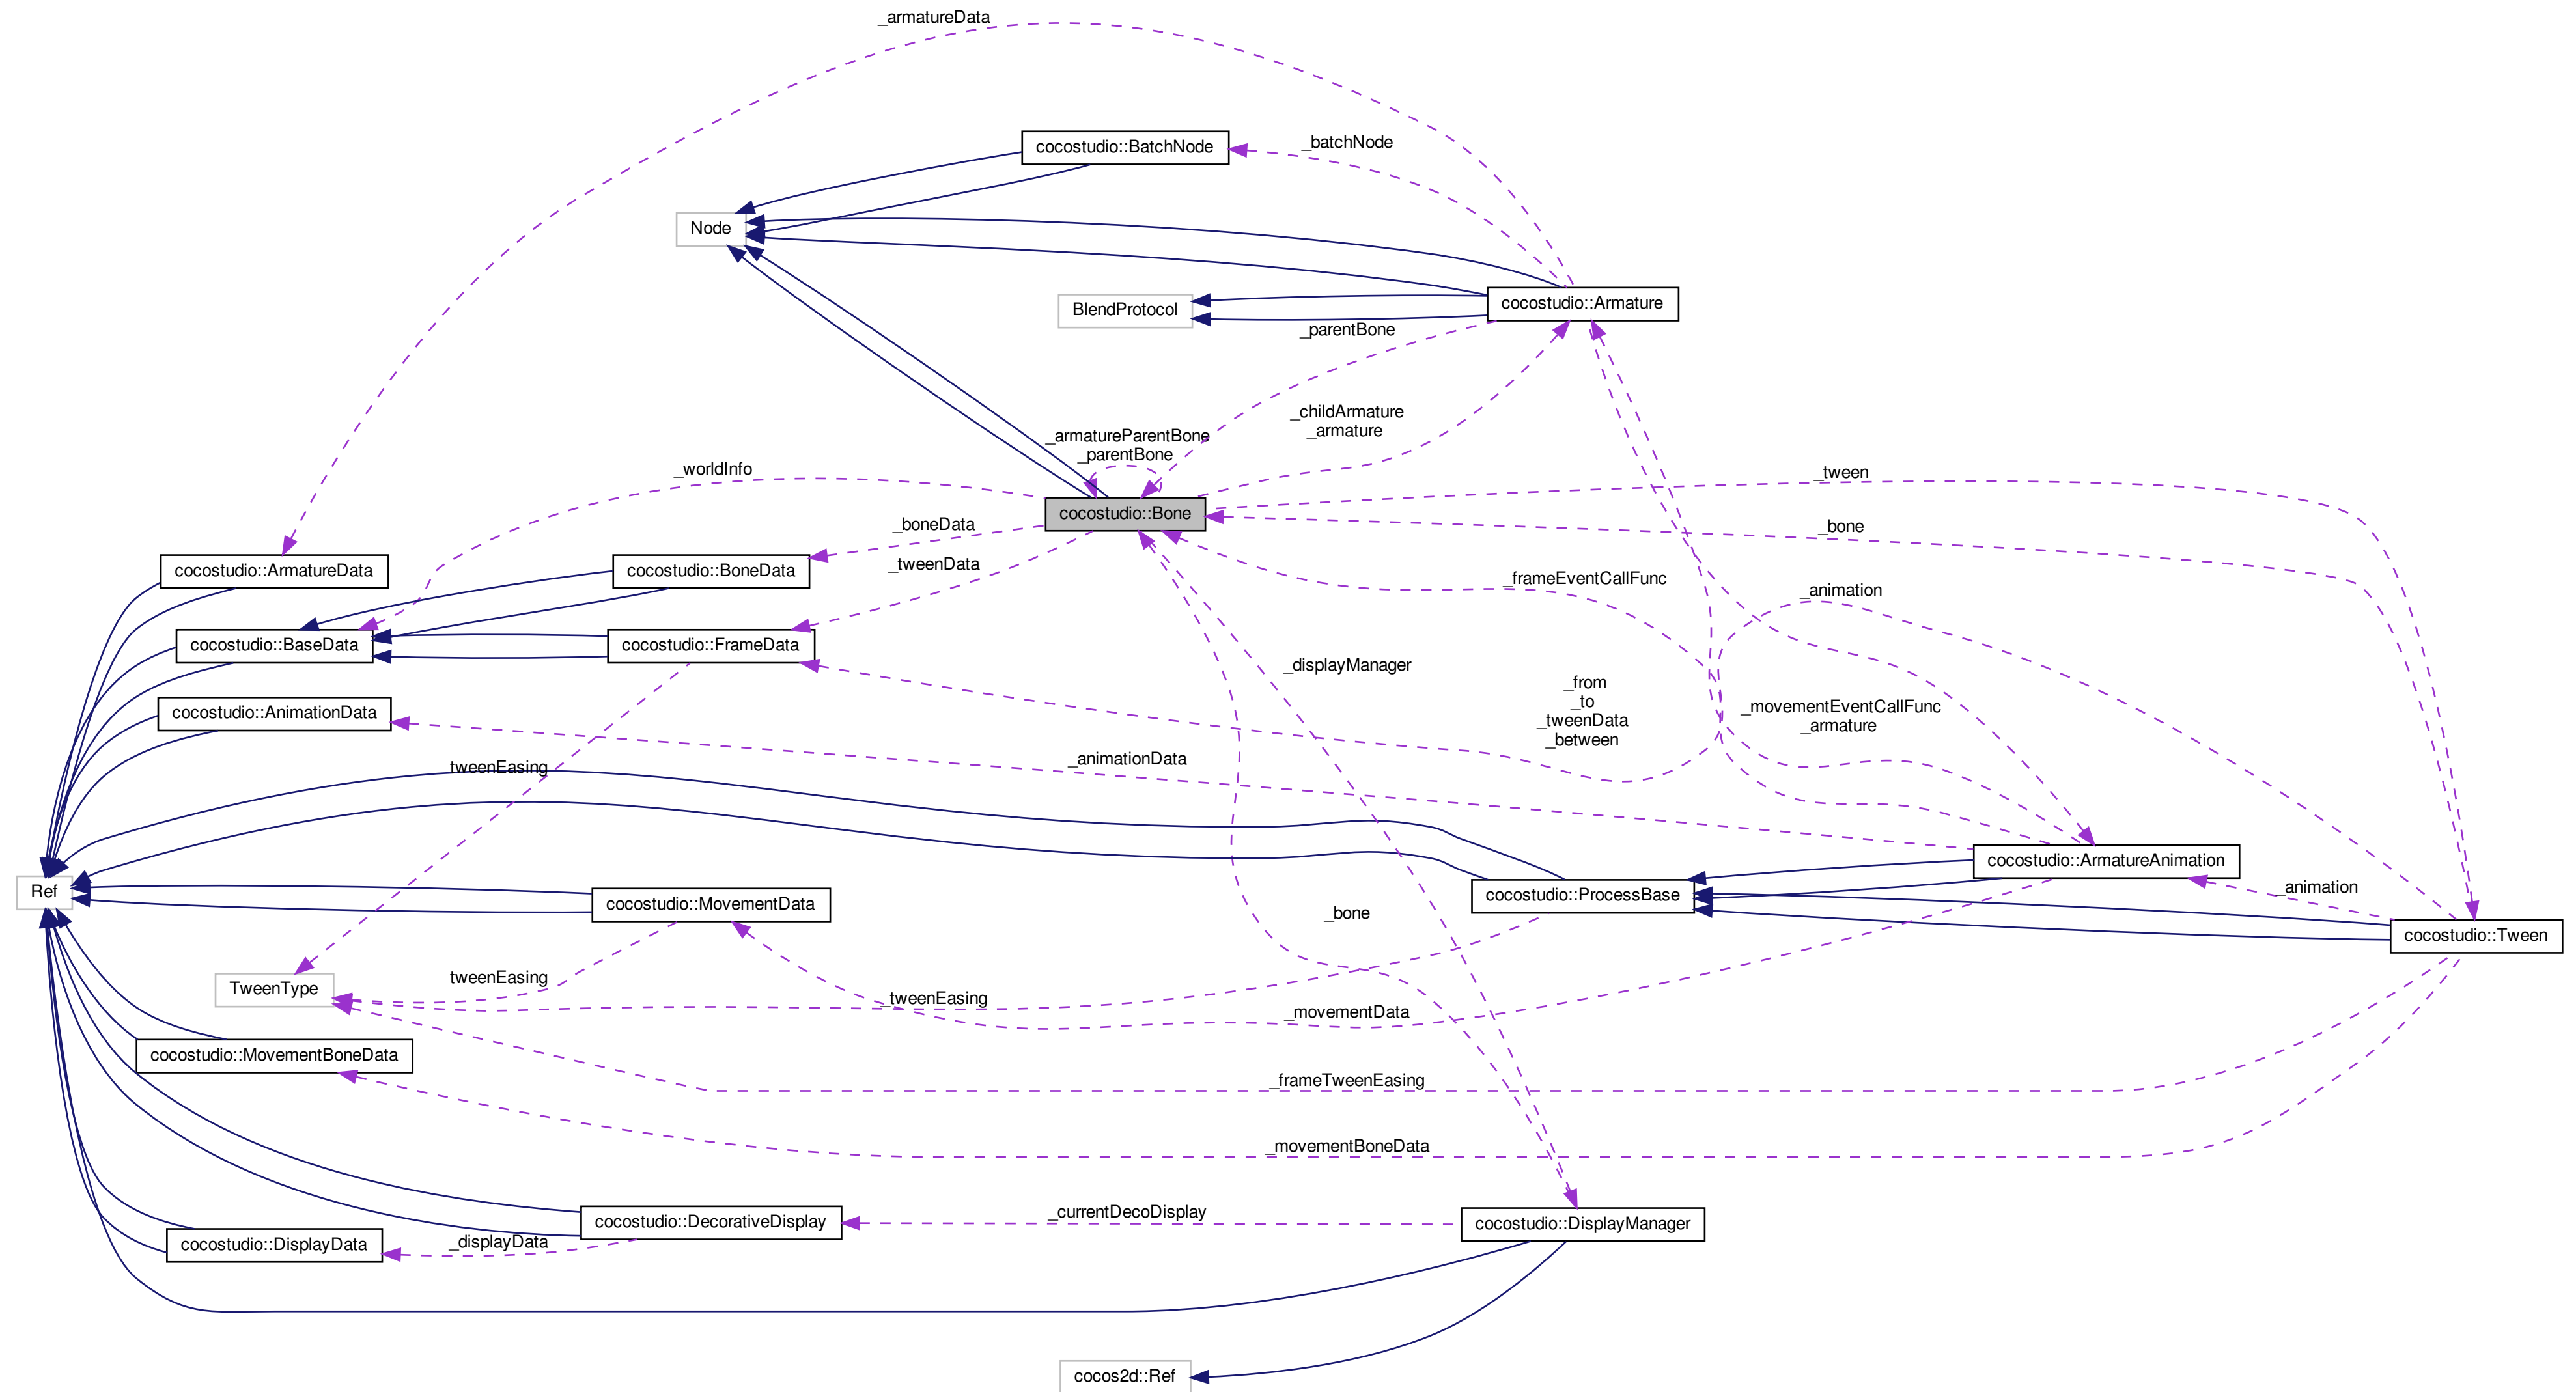 _armatureData
cocostudio::BatchNode
_batchNode
Node
cocostudio::Armature
BlendProtocol
_parentBone
_childArmature
_armature
_armatureParentBone
_parentBone
_worldInfo
_tween
cocostudio::Bone
_boneData
_bone
_tweenData
cocostudio::ArmatureData
cocostudio::BoneData
_frameEventCallFunc
_animation
cocostudio::BaseData
cocostudio::FrameData
_displayManager
_from
_to
_tweenData
_between
cocostudio::AnimationData
_movementEventCallFunc
_armature
_animationData
tweenEasing
cocostudio::ArmatureAnimation
Ref
cocostudio::MovementData
cocostudio::ProcessBase
_animation
_bone
cocostudio::Tween
tweenEasing
TweenType
_tweenEasing
_movementData
cocostudio::MovementBoneData
_frameTweenEasing
_movementBoneData
_currentDecoDisplay
cocostudio::DecorativeDisplay
cocostudio::DisplayManager
cocostudio::DisplayData
_displayData
cocos2d::Ref